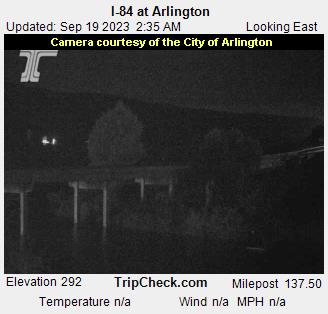 I-84 at Arlington
Updated: Sep 19 2023 2:35 AM Looking East
Camera courtesy of the City of Arlington
Elevation 292 TripCheck.com Milepost 137.50
Temperature n/a Wind n/a MPH n/a